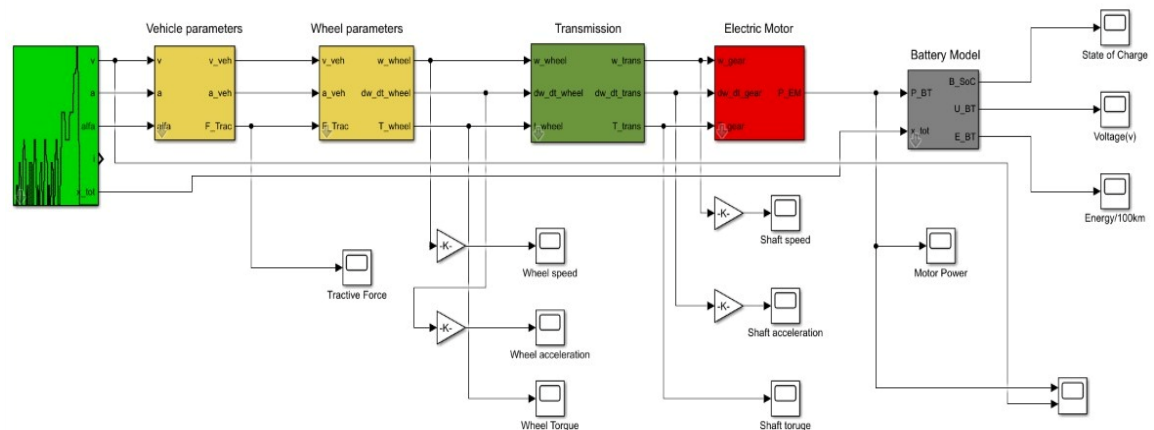 Vehicle parameters
Wheel parameters
Transmission
Electric Motor
Battery Model
v
a
alfa
i
x_tot
v
a
alfa
v_veh
a_veh
F_Trac
v_veh
a_veh
F_Trac
w_wheel
dw_dt_wheel
T_wheel
w_wheel
dw_dt_wheel
t_wheel
w_trans
dw_dt_trans
T_trans
w_gear
dw_dt_gear
gear
P_EM
P_BT
x_tot
B_SoC
U_BT
E_BT
State of Charge
Voltage(v)
Energy/100km
-K-
Shaft speed
-K-
Wheel speed
Motor Power
Tractive Force
-K-
Shaft acceleration
-K-
Wheel acceleration
Wheel Torque
Shaft toruge